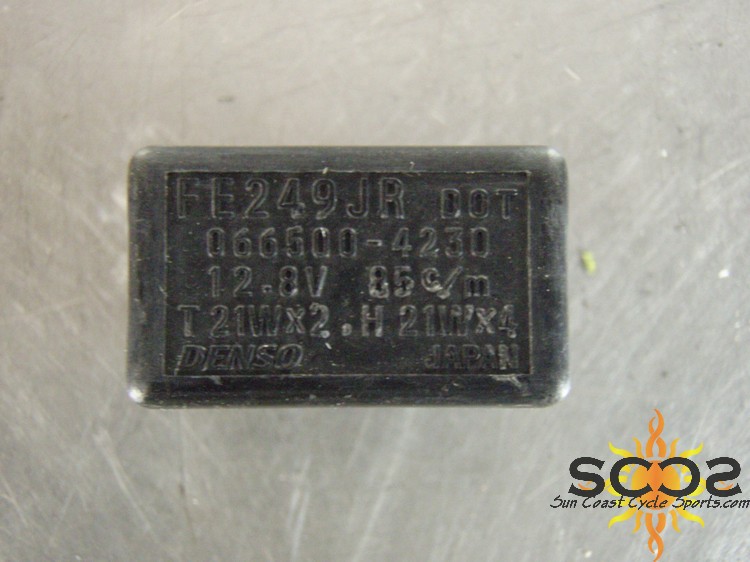 FE249JR DOT
066500-4230
12.8V 85c/m
T 21W×2.H 21W×4
DENSO JAPAN
SCCS
Sun Coast Cycle Sports.com